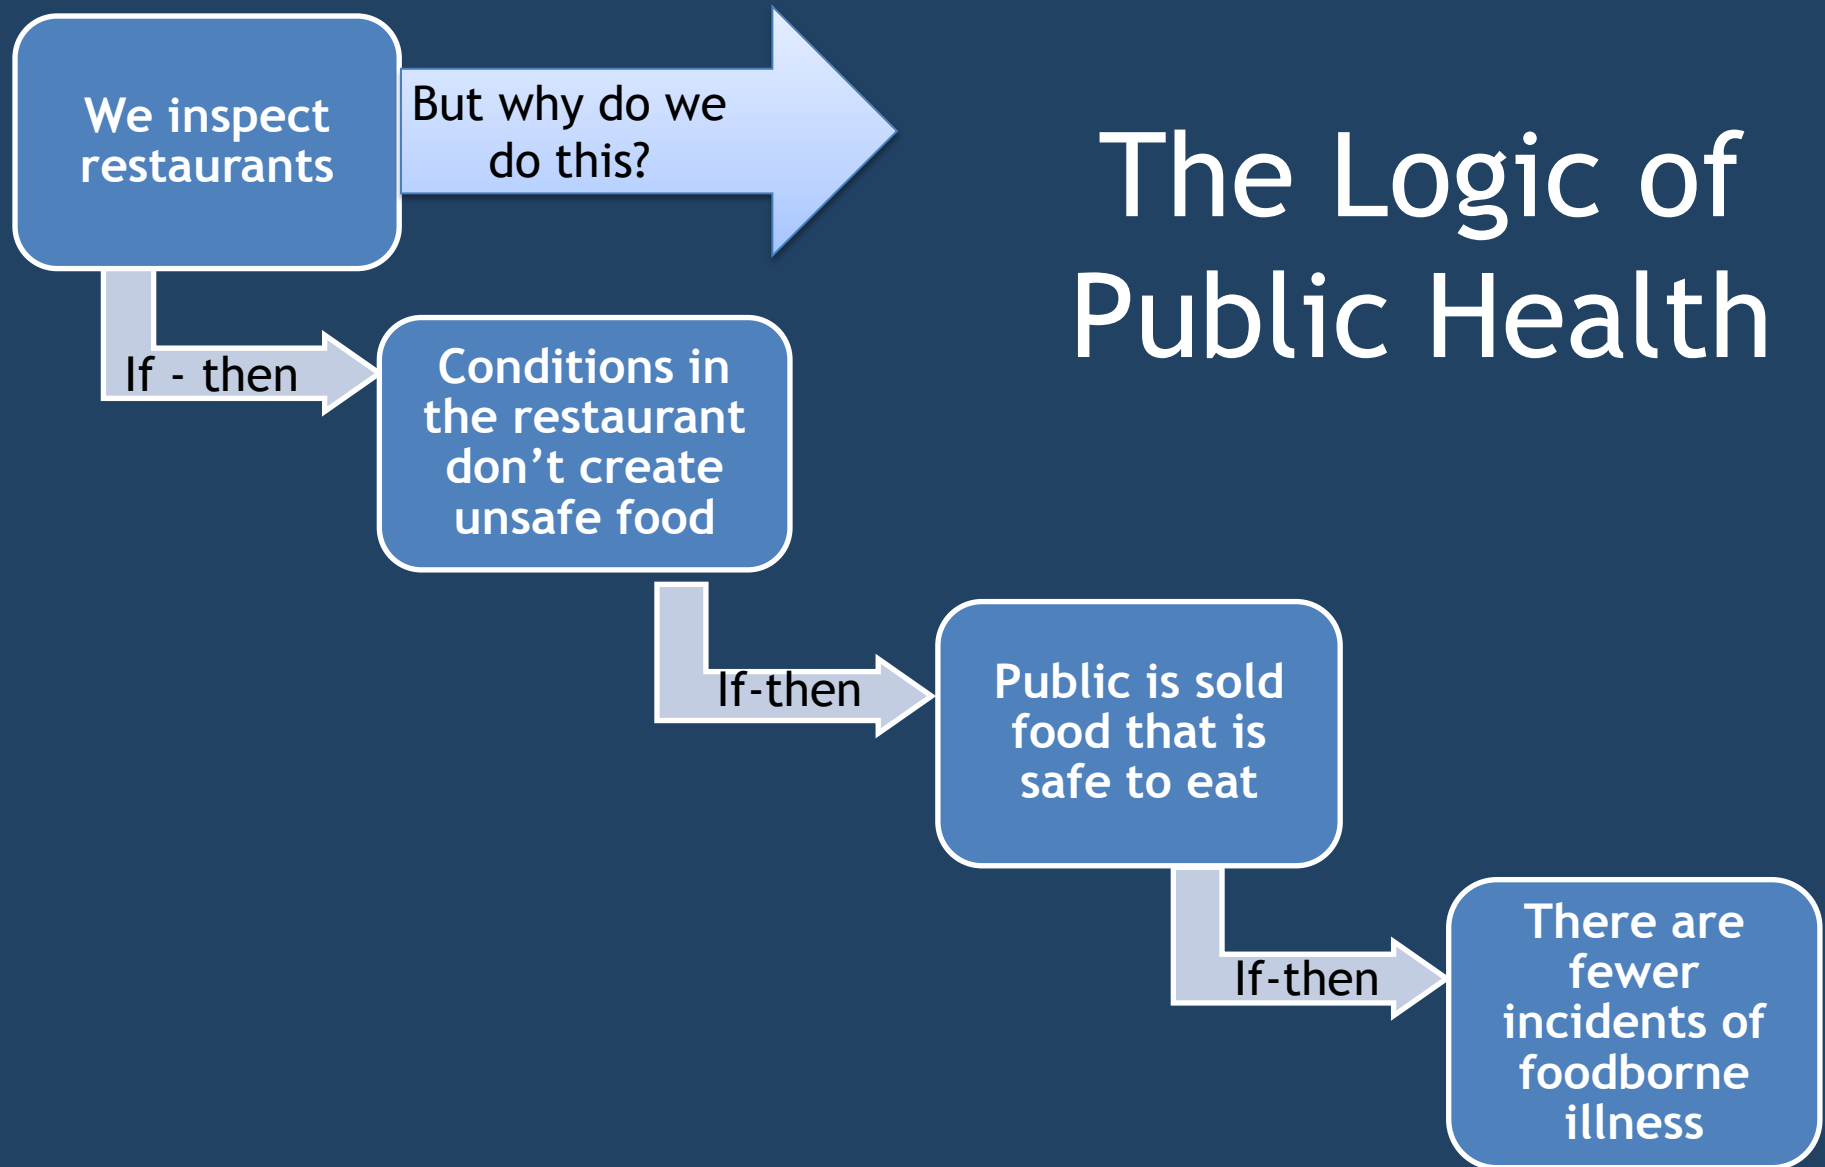 We inspect
restaurants
But why do we
do this?
The Logic of
Public Health
If - then
Conditions in
the restaurant
don’t create
unsafe food
If-then
Public is sold
food that is
safe to eat
If-then
There are
fewer
incidents of
foodborne
illness